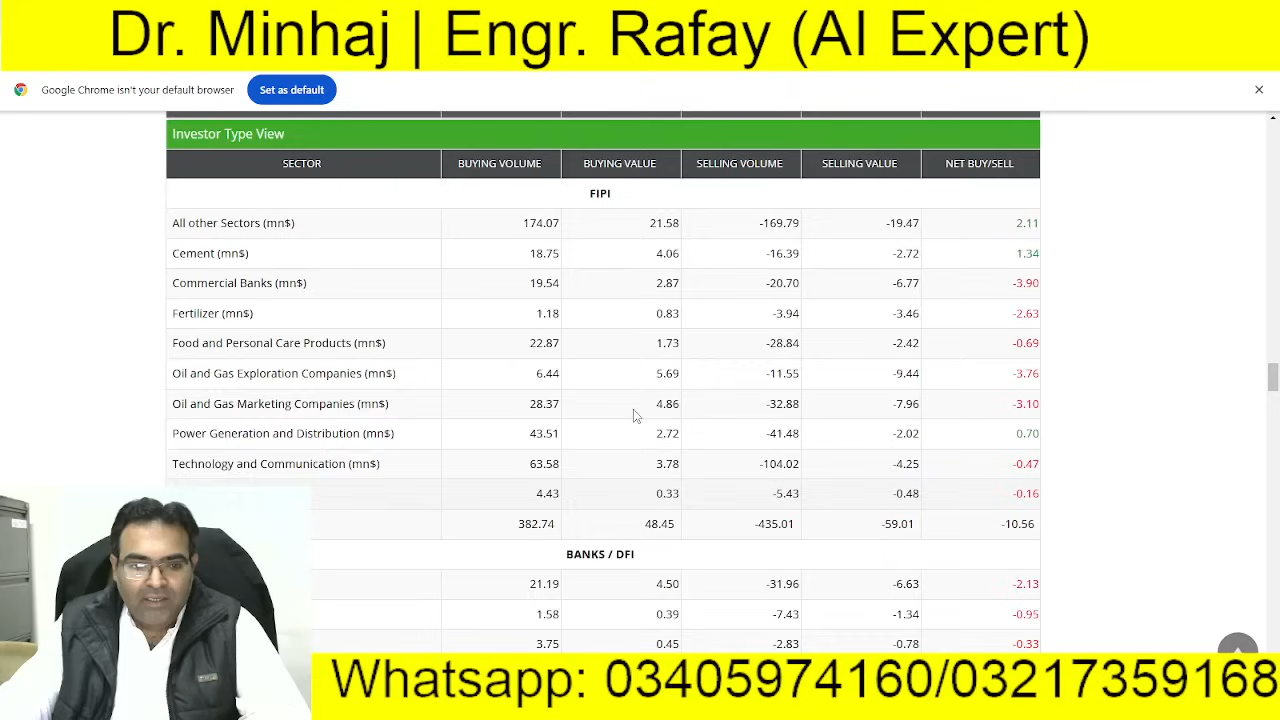 Dr. Minhaj | Engr. Rafay (AI Expert)
Google Chrome isn't your default browser Set as default
Investor Type View
SECTOR BUYING VOLUME BUYING VALUE SELLING VOLUME SELLING VALUE NET BUY/SELL
FIPI
All other Sectors (mn$) 174.07 21.58 -169.79 -19.47 2.11
Cement (mn$) 18.75 4.06 -16.39 -2.72 1.34
Commercial Banks (mn$) 19.54 2.87 -20.70 -6.77 -3.90
Fertilizer (mn$) 1.18 0.83 -3.94 -3.46 -2.63
Food and Personal Care Products (mn$) 22.87 1.73 -28.84 -2.42 -0.69
Oil and Gas Exploration Companies (mn$) 6.44 5.69 -11.55 -9.44 -3.76
Oil and Gas Marketing Companies (mn$) 28.37 4.86 -32.88 -7.96 -3.10
Power Generation and Distribution (mn$) 43.51 2.72 -41.48 -2.02 0.70
Technology and Communication (mn$) 63.58 3.78 -104.02 -4.25 -0.47
4.43 0.33 -5.43 -0.48 -0.16
382.74 48.45 -435.01 -59.01 -10.56
BANKS / DFI
21.19 4.50 -31.96 -6.63 -2.13
1.58 0.39 -7.43 -1.34 -0.95
3.75 0.45 -2.83 -0.78 -0.33
Whatsapp: 03405974160/03217359168